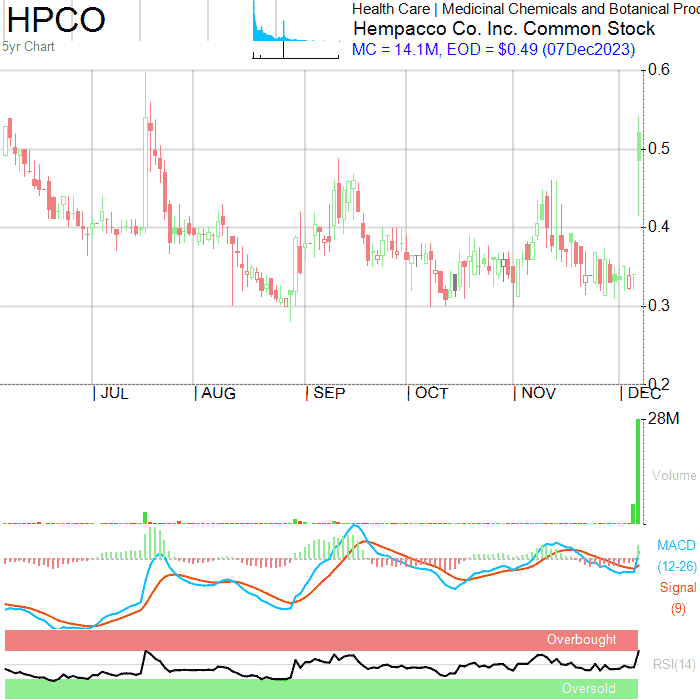 HPCO
5yr Chart
Health Care | Medicinal Chemicals and Botanical Proc
Hempacco Co. Inc. Common Stock
MC = 14.1M, EOD = $0.49 (07Dec2023)
0.6
0.5
0.4
0.3
0.2
| JUL | AUG | SEP | OCT | NOV | DEC
28M
Volume
MACD
(12-26)
Signal
(9)
Overbought
RSI(14)
Oversold